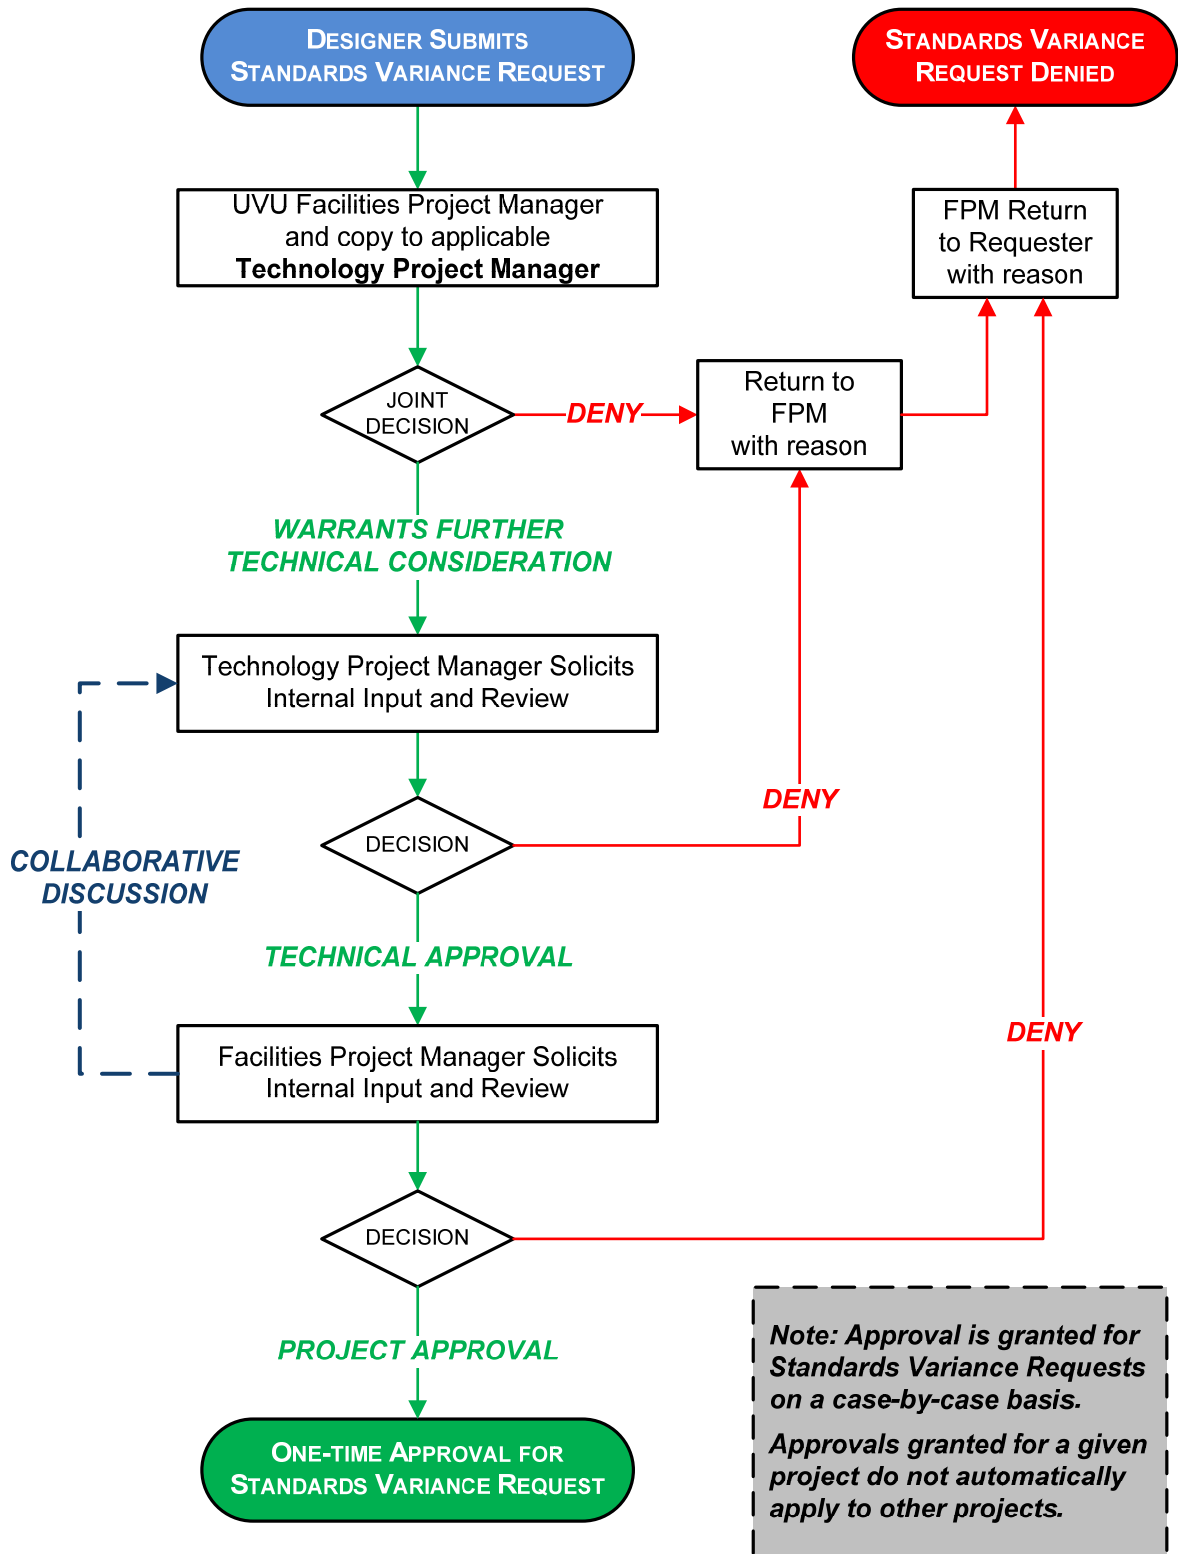 DESIGNER SUBMITS
STANDARDS VARIANCE REQUEST
STANDARDS VARIANCE
REQUEST DENIED
UVU Facilities Project Manager
and copy to applicable
Technology Project Manager
FPM Return
to Requester
with reason
JOINT
DECISION
DENY
Return to
FPM
with reason
WARRANTS FURTHER
TECHNICAL CONSIDERATION
Technology Project Manager Solicits
Internal Input and Review
DENY
DECISION
COLLABORATIVE
DISCUSSION
TECHNICAL APPROVAL
DENY
Facilities Project Manager Solicits
Internal Input and Review
DECISION
PROJECT APPROVAL
ONE-TIME APPROVAL FOR
STANDARDS VARIANCE REQUEST
Note: Approval is granted for
Standards Variance Requests
on a case-by-case basis.
Approvals granted for a given
project do not automatically
apply to other projects.